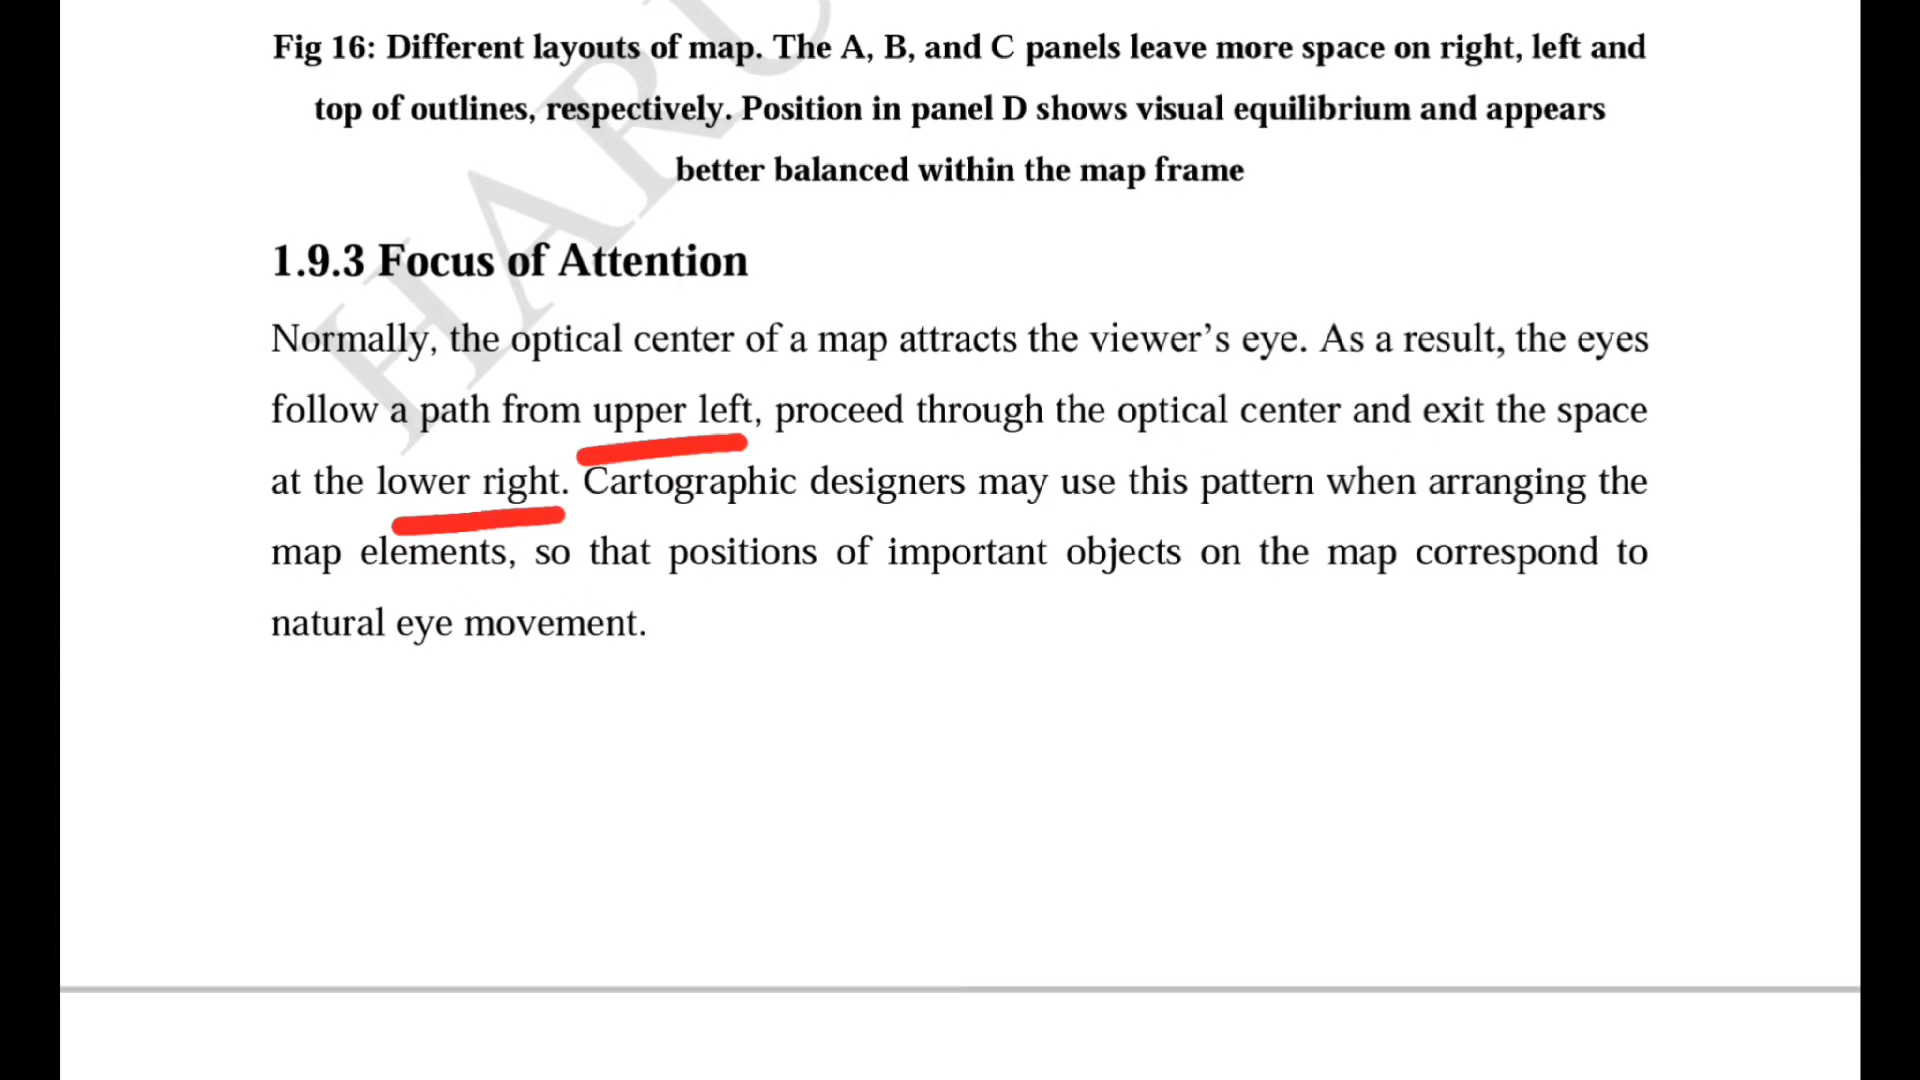 Fig 16: Different layouts of map. The A, B, and C panels leave more space on right, left and
top of outlines, respectively. Position in panel D shows visual equilibrium and appears
better balanced within the map frame
1.9.3 Focus of Attention
Normally, the optical center of a map attracts the viewer’s eye. As a result, the eyes
follow a path from upper left, proceed through the optical center and exit the space
at the lower right. Cartographic designers may use this pattern when arranging the
map elements, so that positions of important objects on the map correspond to
natural eye movement.